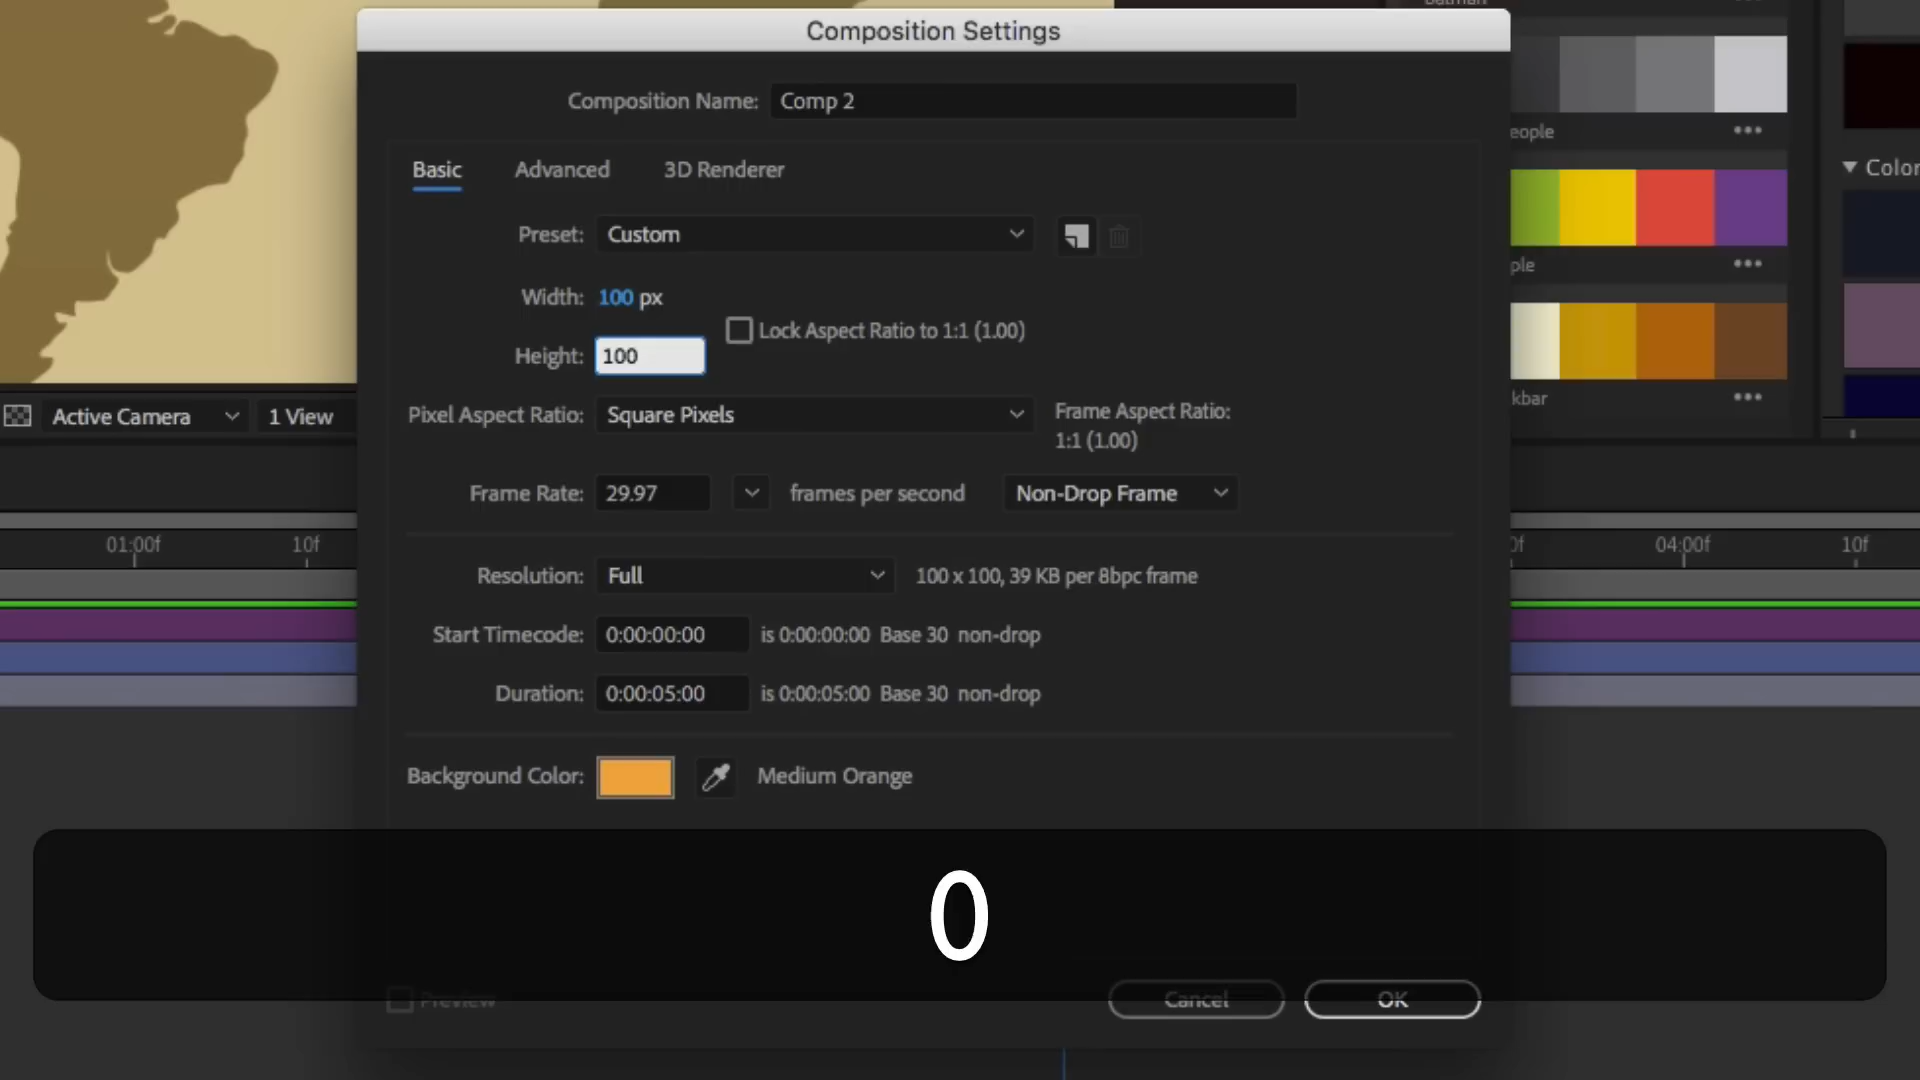 Composition Settings
Composition Name: Comp 2
Basic Advanced 3D Renderer
Preset: Custom
Width: 100 px
Lock Aspect Ratio to 1:1 (1.00)
Height: 100
Pixel Aspect Ratio: Square Pixels
Frame Aspect Ratio:
1:1 (1.00)
Frame Rate: 29.97 frames per second Non-Drop Frame
Resolution: Full 100 x 100, 39 KB per 8bpc frame
Start Timecode: 0:00:00:00 is 0:00:00:00 Base 30 non-drop
Duration: 0:00:05:00 is 0:00:05:00 Base 30 non-drop
Background Color: Medium Orange
0
Preview Cancel OK
Active Camera 1 View
01:00f 10f 0f 04:00f 10f
eople
ple
kbar
Color